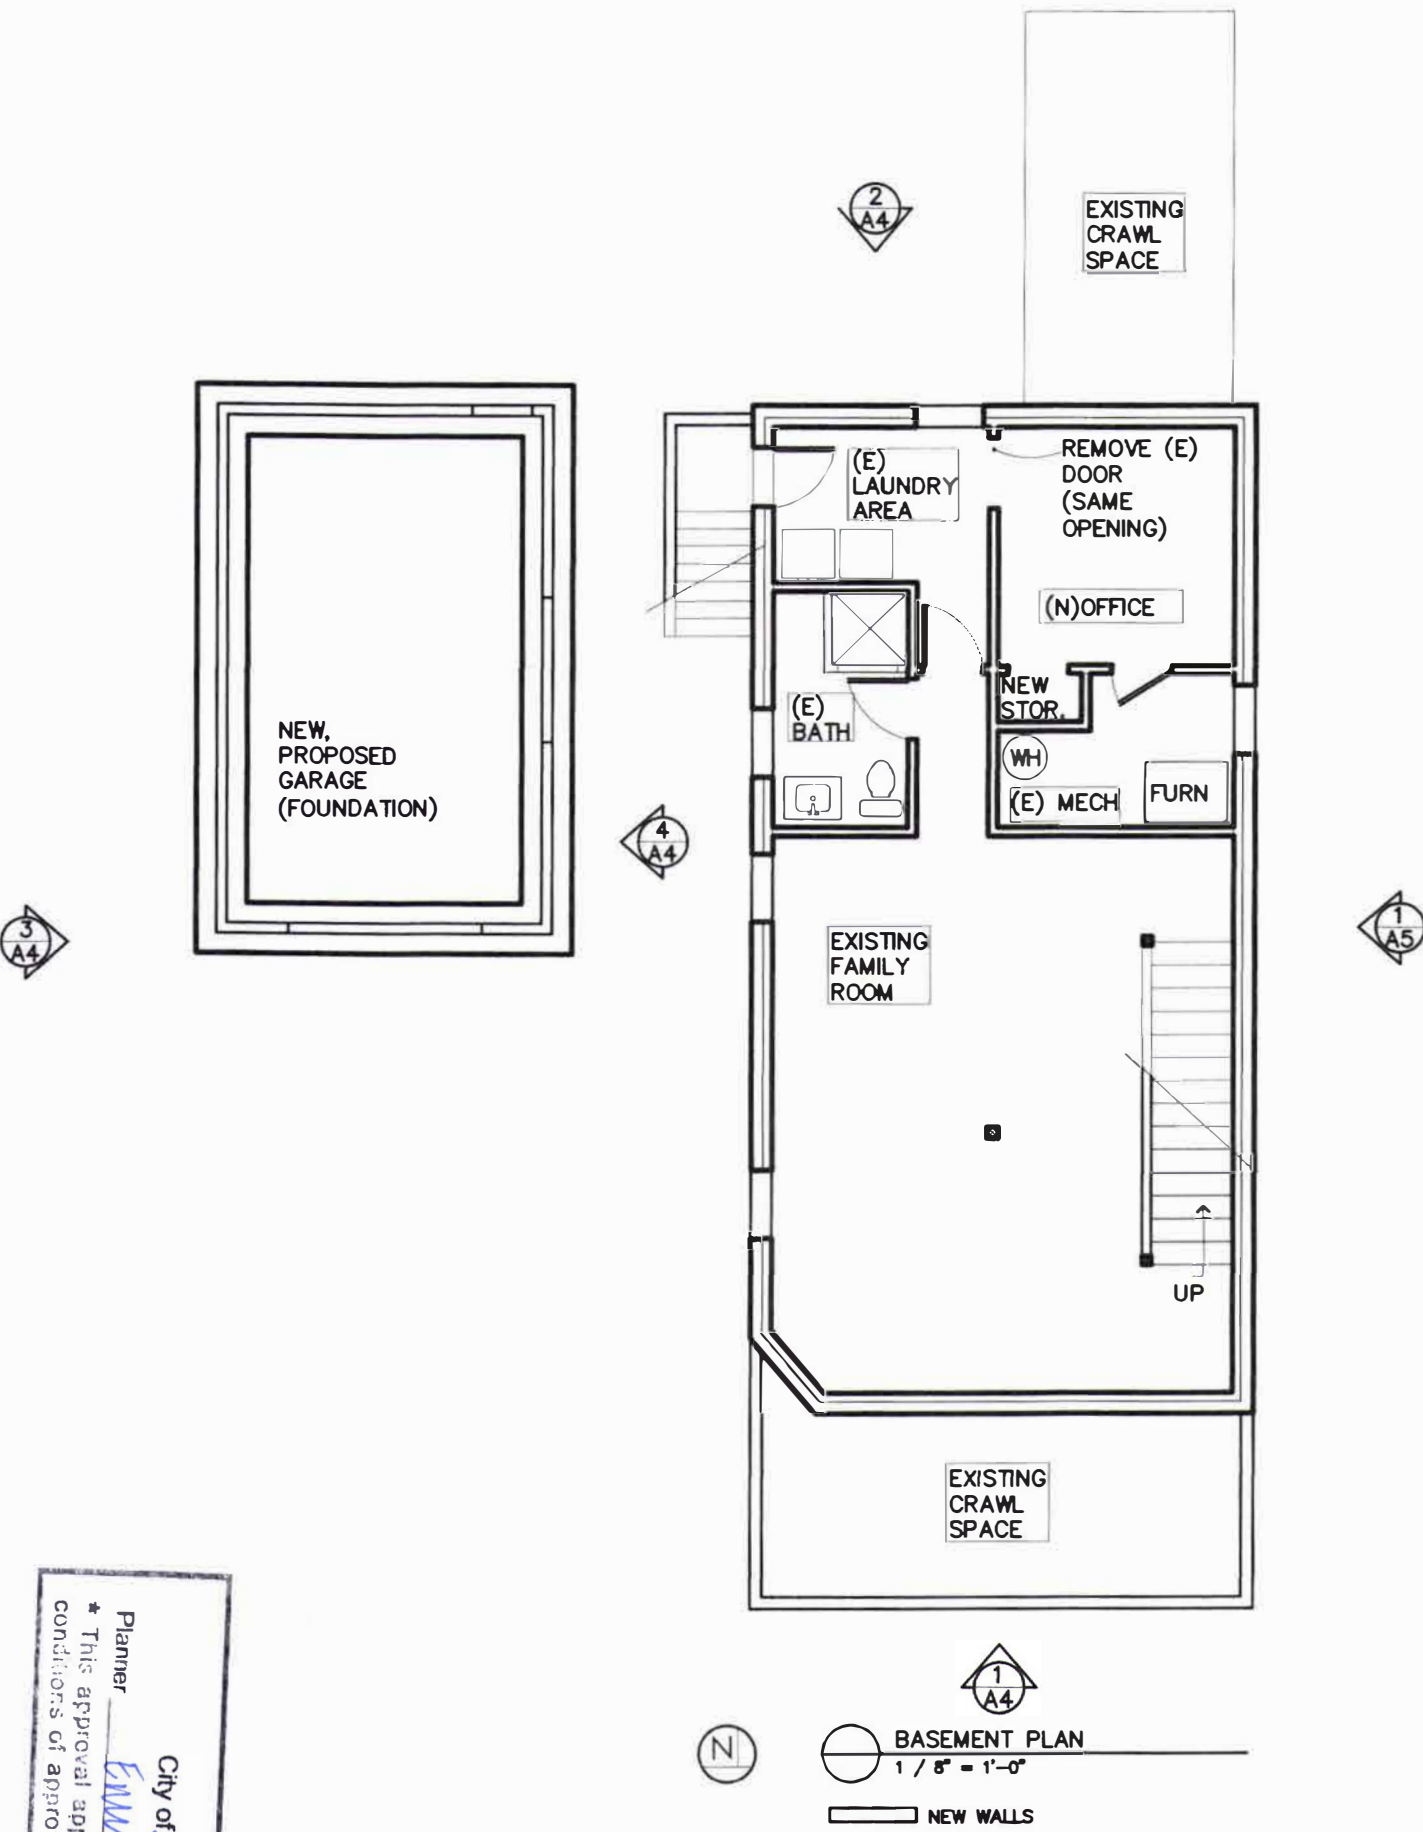 2
A4
EXISTING
CRAWL
SPACE
(E)
LAUNDRY
AREA
REMOVE (E)
DOOR
(SAME
OPENING)
(N)OFFICE
NEW
STOR.
(E)
BATH
WH
(E) MECH
FURN
NEW,
PROPOSED
GARAGE
(FOUNDATION)
4
A4
3
A4
1
A5
EXISTING
FAMILY
ROOM
UP
EXISTING
CRAWL
SPACE
1
A4
N
BASEMENT PLAN
1 / 8" = 1'-0"
NEW WALLS
City of
Planner
* This approval
conditions of